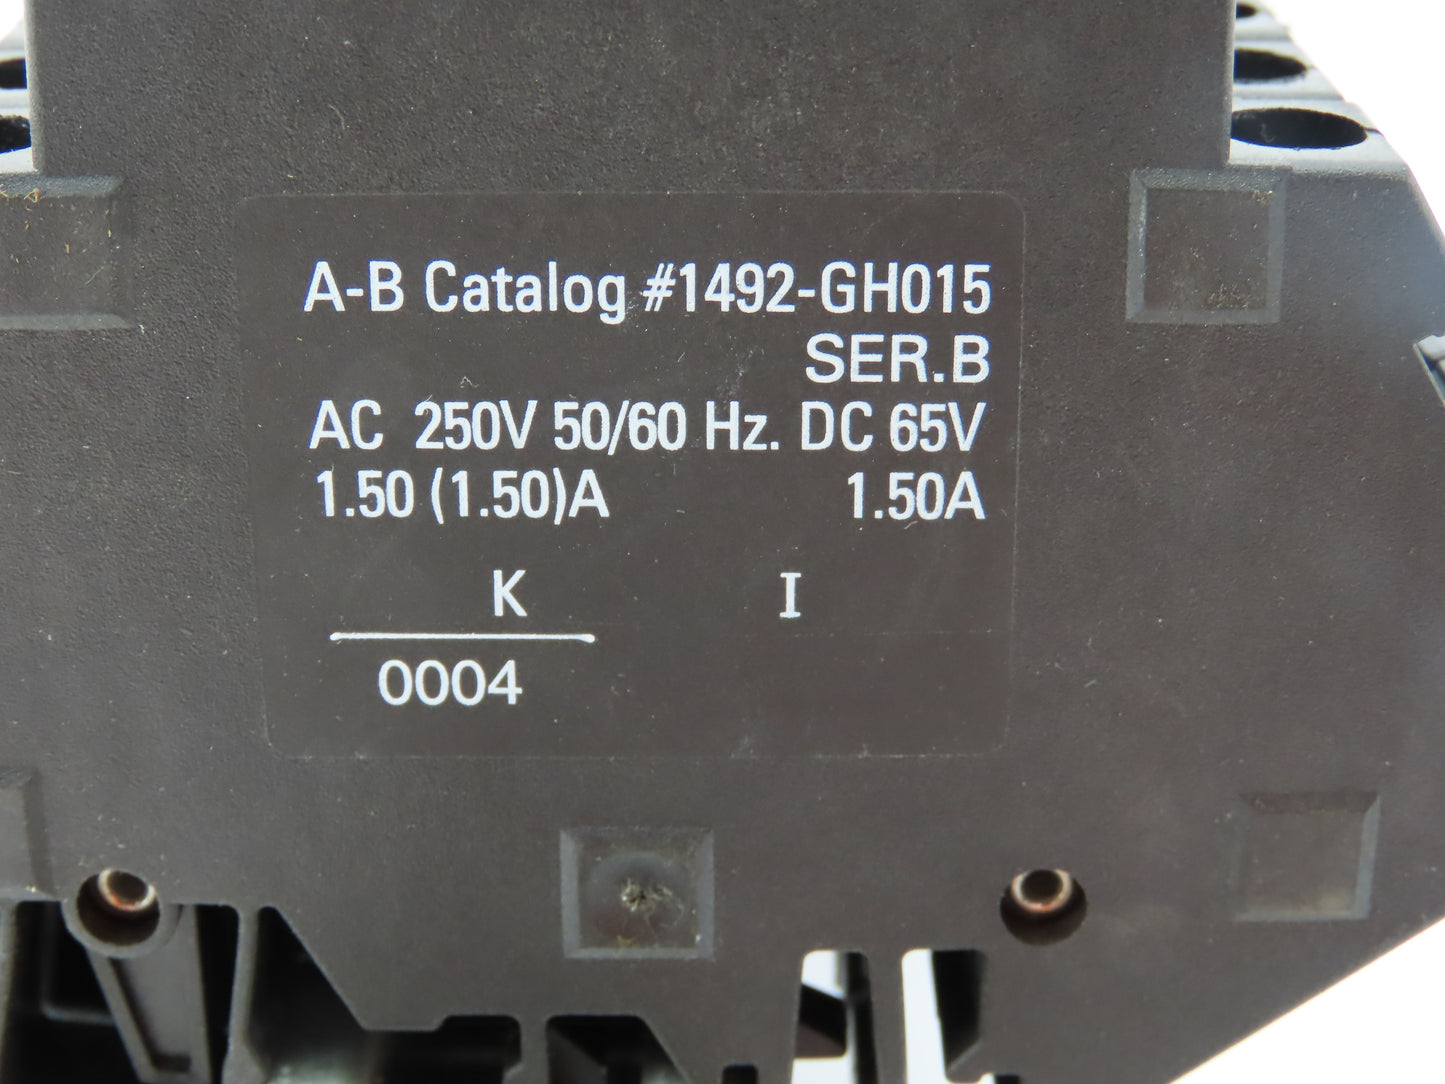 A-B Catalog #1492-GH015
SER.B
AC 250V 50/60 Hz. DC 65V
1.50 (1.50)A 1.50A
K I
0004